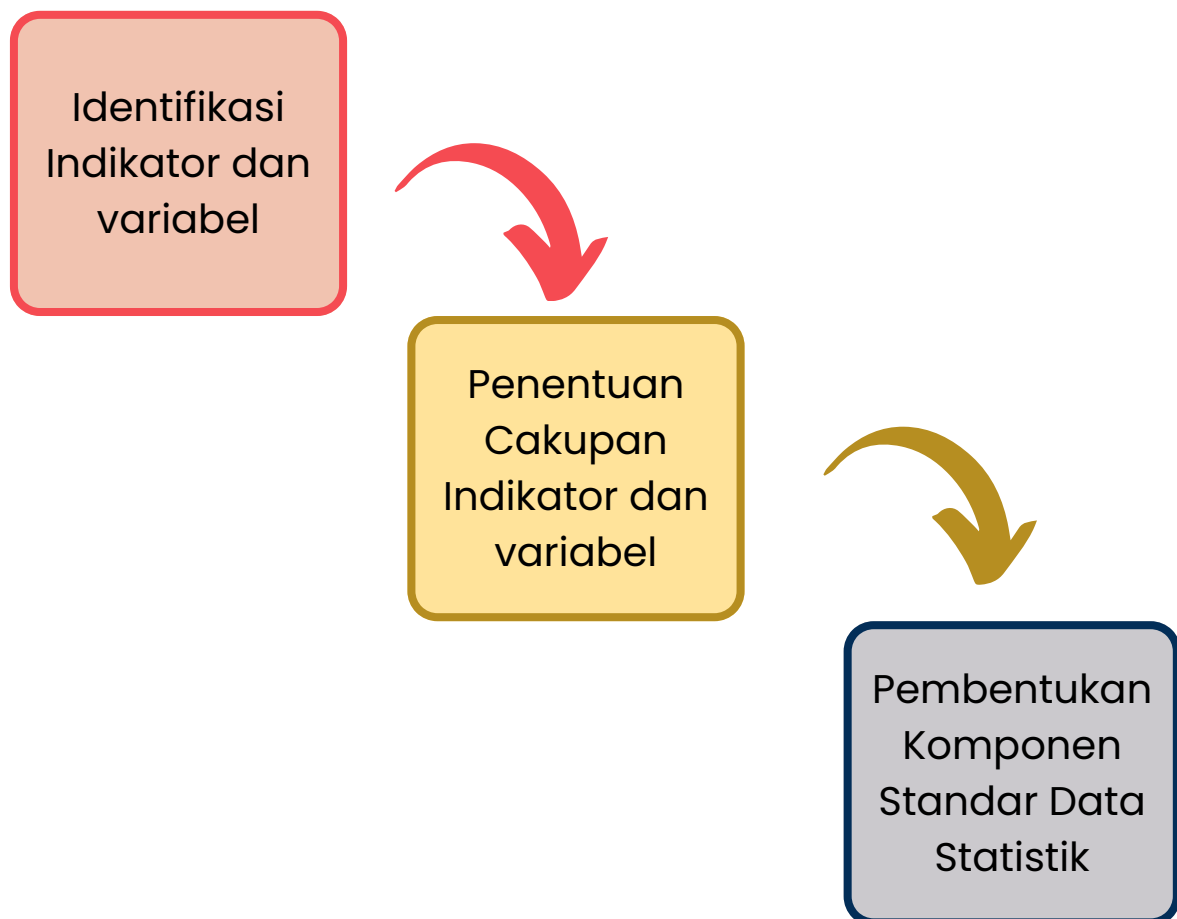 Identifikasi
Indikator dan
variabel
Penentuan
Cakupan
Indikator dan
variabel
Pembentukan
Komponen
Standar Data
Statistik